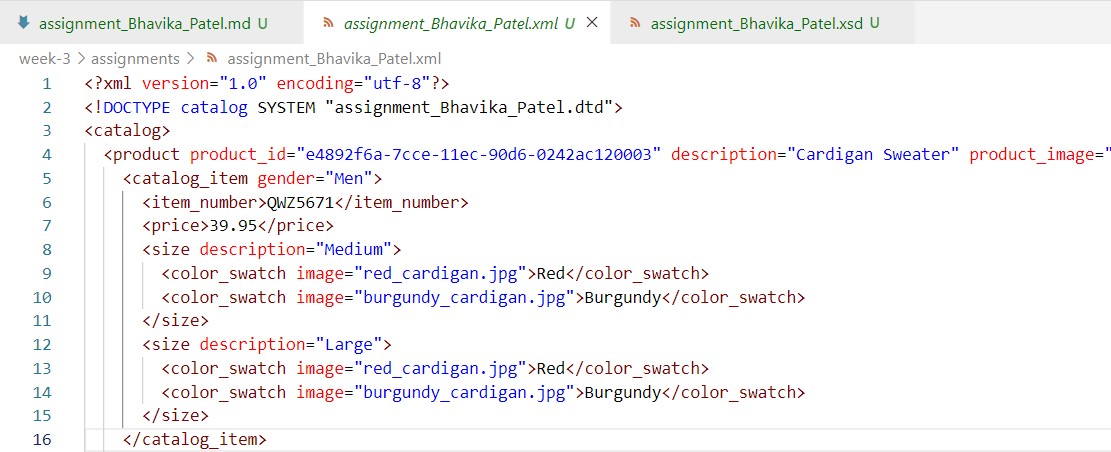 assignment_Bhavika_Patel.md U assignment_Bhavika_Patel.xml U assignment_Bhavika_Patel.xsd U
week-3 > assignments > assignment_Bhavika_Patel.xml
1 <?xml version="1.0" encoding="utf-8"?>
2 <!DOCTYPE catalog SYSTEM "assignment_Bhavika_Patel.dtd">
3 <catalog>
4 <product product_id="e4892f6a-7cce-11ec-90d6-0242ac120003" description="Cardigan Sweater" product_image="
5 <catalog_item gender="Men">
6 <item_number>QWZ5671</item_number>
7 <price>39.95</price>
8 <size description="Medium">
9 <color_swatch image="red_cardigan.jpg">Red</color_swatch>
10 <color_swatch image="burgundy_cardigan.jpg">Burgundy</color_swatch>
11 </size>
12 <size description="Large">
13 <color_swatch image="red_cardigan.jpg">Red</color_swatch>
14 <color_swatch image="burgundy_cardigan.jpg">Burgundy</color_swatch>
15 </size>
16 </catalog_item>